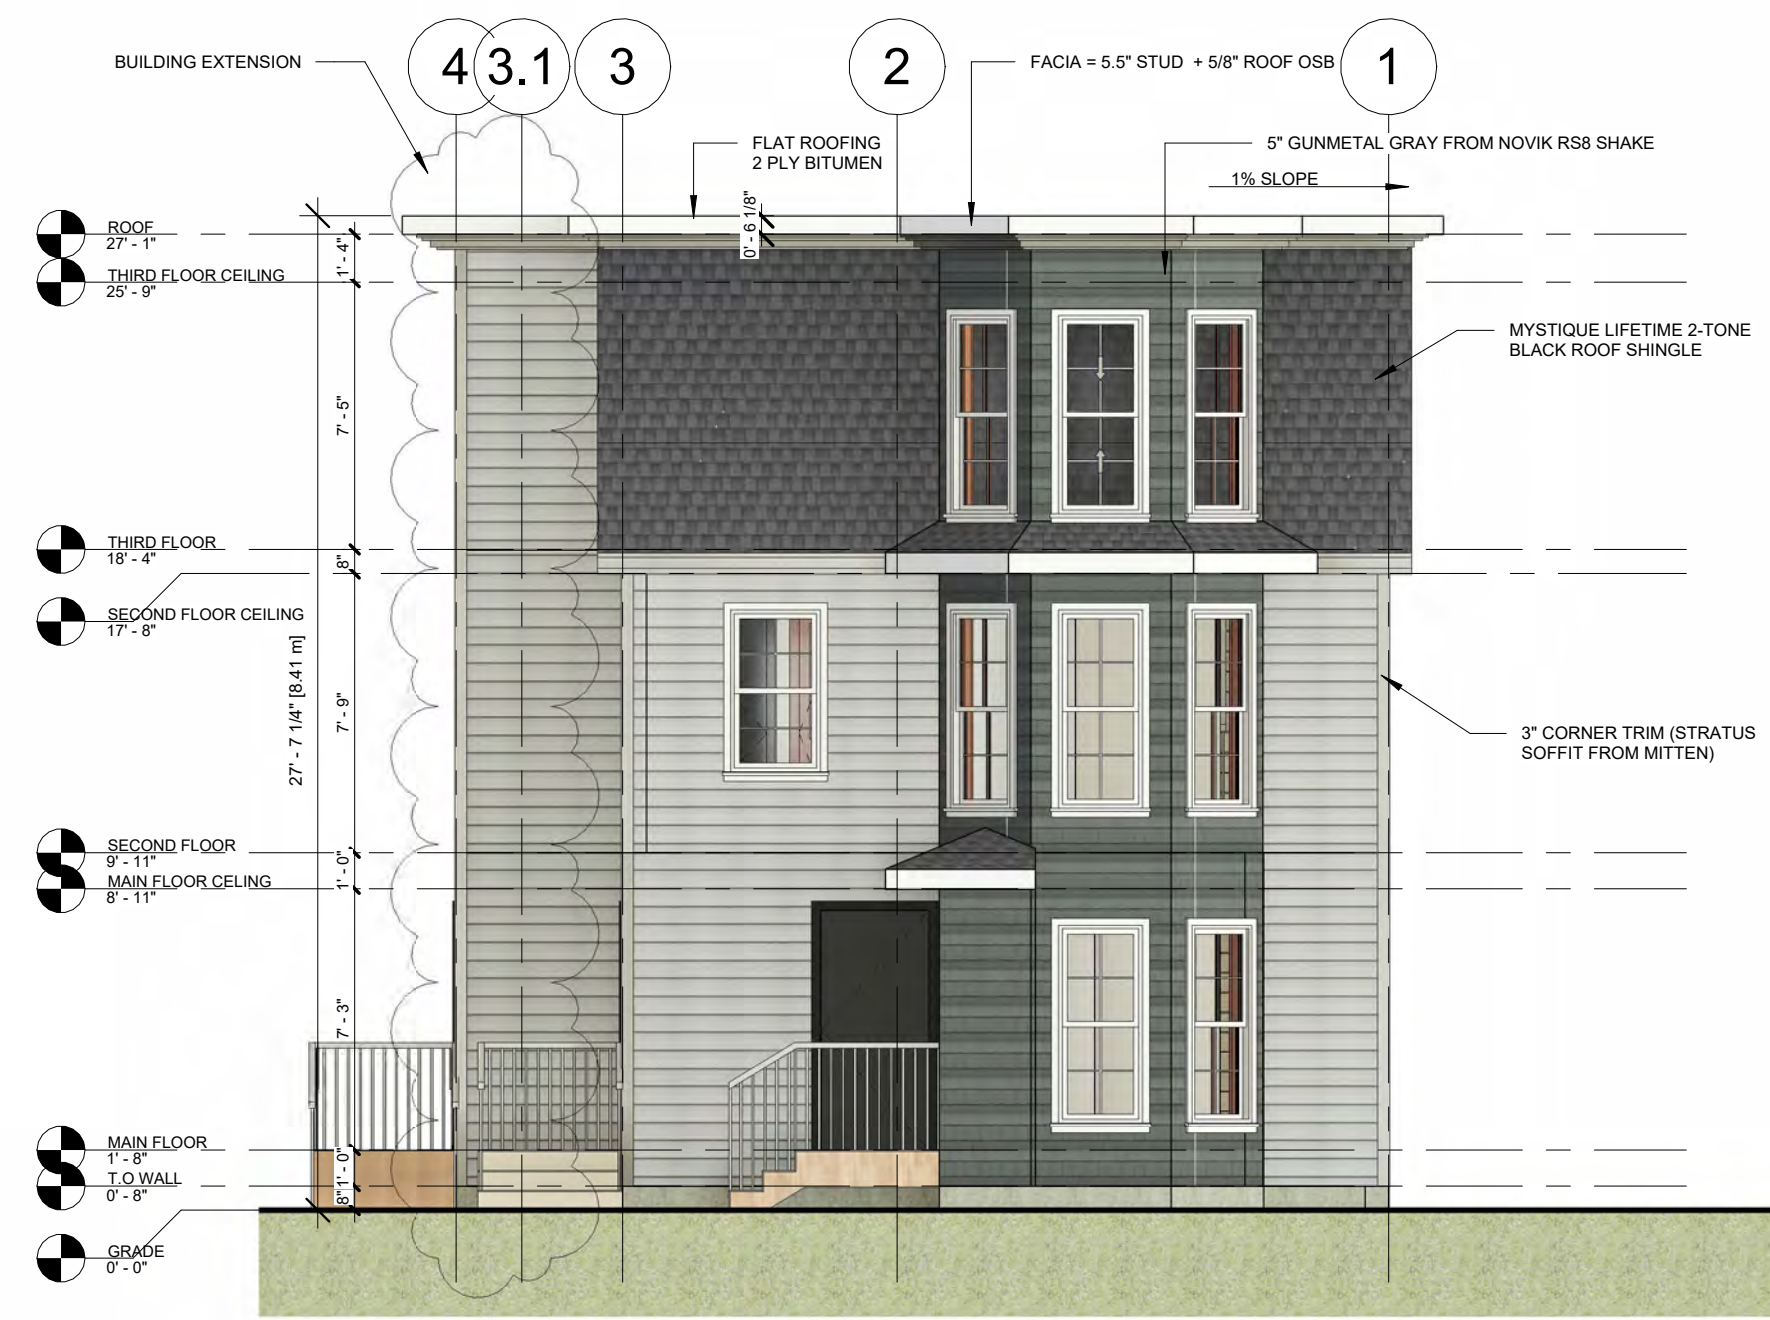 BUILDING EXTENSION
4
3.1
3
2
FACIA = 5.5" STUD + 5/8" ROOF OSB
1
FLAT ROOFING
2 PLY BITUMEN
5" GUNMETAL GRAY FROM NOVIK RS8 SHAKE
1% SLOPE
0' - 6 1/8"
ROOF
27' - 1"
1' - 4"
THIRD FLOOR CEILING
25' - 9"
MYSTIQUE LIFETIME 2-TONE
BLACK ROOF SHINGLE
7' - 5"
THIRD FLOOR
18' - 4"
8"
SECOND FLOOR CEILING
17' - 8"
27' - 7 1/4" [8.41 m]
7' - 9"
3" CORNER TRIM (STRATUS
SOFFIT FROM MITTEN)
SECOND FLOOR
9' - 11"
1' - 0"
MAIN FLOOR CELING
8' - 11"
7' - 3"
MAIN FLOOR
1' - 8"
1' - 0"
T.O WALL
0' - 8"
8"
GRADE
0' - 0"